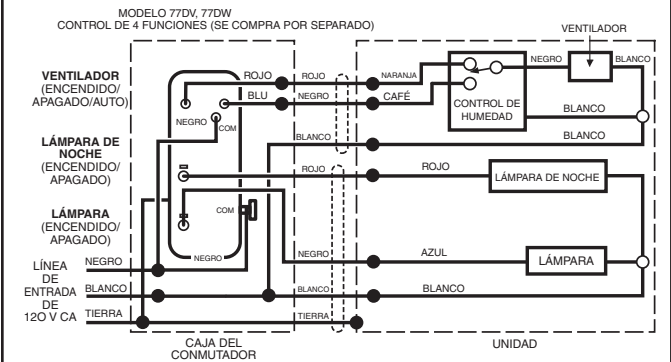 MODELO 77DV, 77DW
CONTROL DE 4 FUNCIONES (SE COMPRA POR SEPARADO)
VENTILADOR
VENTILADOR
(ENCENDIDO/
APAGADO/AUTO)
ROJO
ROJO
NARANJA
NEGRO
BLANCO
BLU
NEGRO
CAFÉ
CONTROL DE
HUMEDAD
BLANCO
NEGRO
COM
BLANCO
BLANCO
LÁMPARA DE
NOCHE
(ENCENDIDO/
APAGADO)
ROJO
ROJO
LÁMPARA DE NOCHE
LÁMPARA
(ENCENDIDO/
APAGADO)
COM
NEGRO
NEGRO
AZUL
LÁMPARA
LÍNEA
DE
ENTRADA
DE
12O V CA
NEGRO
BLANCO
BLANCO
BLANCO
TIERRA
TIERRA
CAJA DEL
CONMUTADOR
UNIDAD